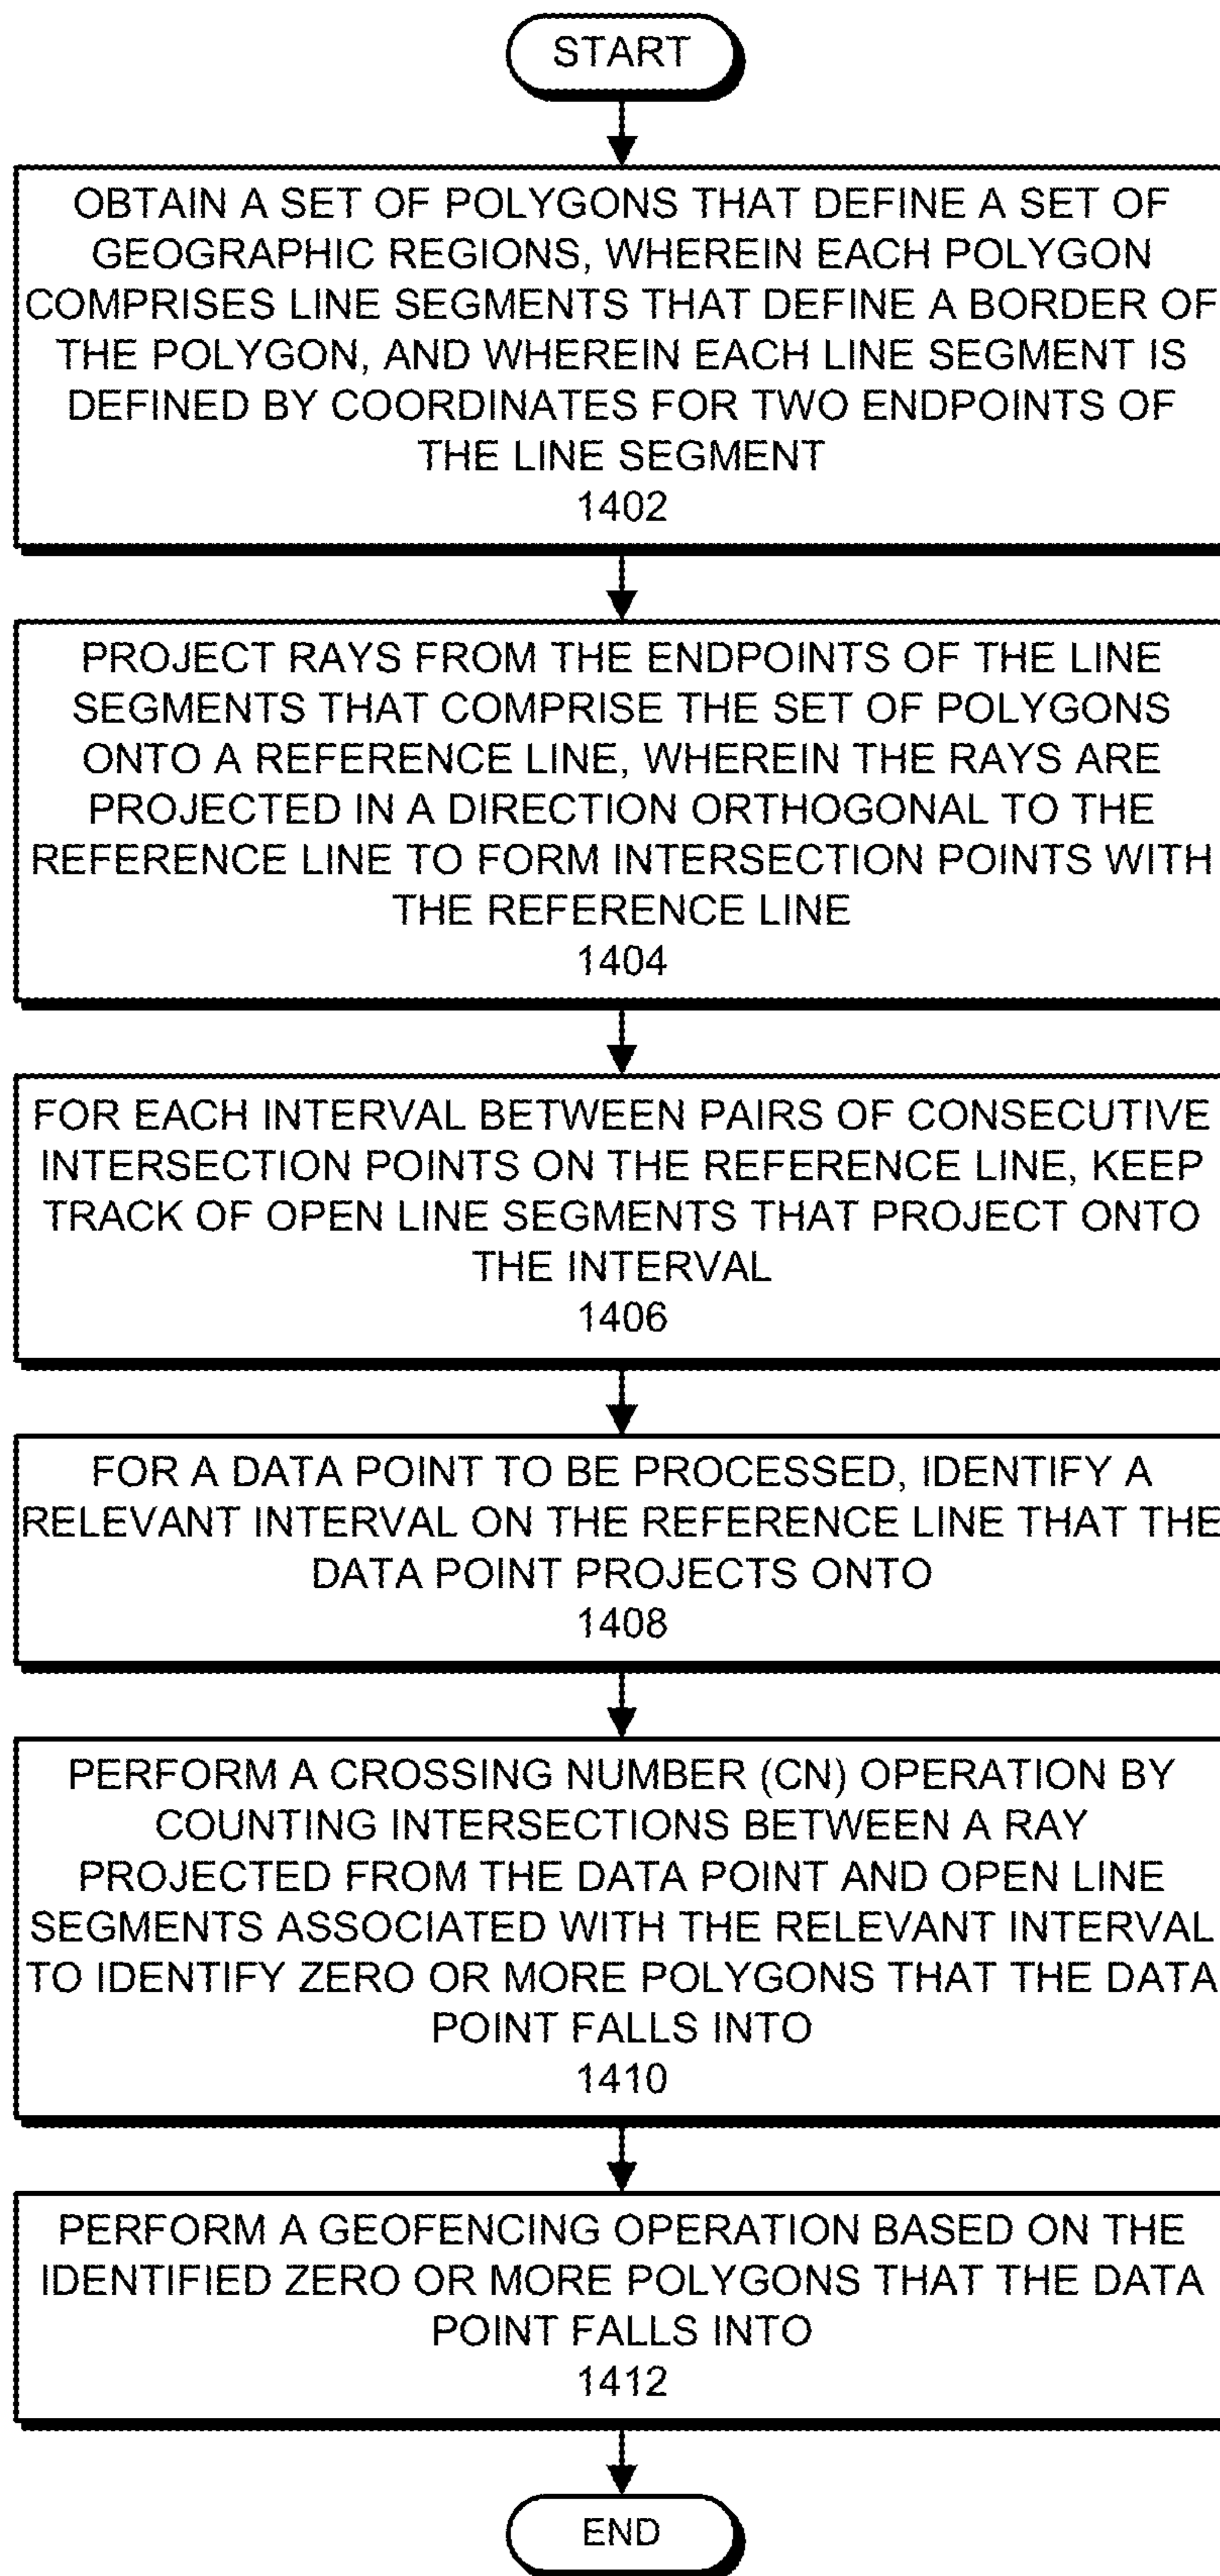 START
OBTAIN A SET OF POLYGONS THAT DEFINE A SET OF
GEOGRAPHIC REGIONS, WHEREIN EACH POLYGON
COMPRISES LINE SEGMENTS THAT DEFINE A BORDER OF
THE POLYGON, AND WHEREIN EACH LINE SEGMENT IS
DEFINED BY COORDINATES FOR TWO ENDPOINTS OF
THE LINE SEGMENT
1402
PROJECT RAYS FROM THE ENDPOINTS OF THE LINE
SEGMENTS THAT COMPRISE THE SET OF POLYGONS
ONTO A REFERENCE LINE, WHEREIN THE RAYS ARE
PROJECTED IN A DIRECTION ORTHOGONAL TO THE
REFERENCE LINE TO FORM INTERSECTION POINTS WITH
THE REFERENCE LINE
1404
FOR EACH INTERVAL BETWEEN PAIRS OF CONSECUTIVE
INTERSECTION POINTS ON THE REFERENCE LINE, KEEP
TRACK OF OPEN LINE SEGMENTS THAT PROJECT ONTO
THE INTERVAL
1406
FOR A DATA POINT TO BE PROCESSED, IDENTIFY A
RELEVANT INTERVAL ON THE REFERENCE LINE THAT THE
DATA POINT PROJECTS ONTO
1408
PERFORM A CROSSING NUMBER (CN) OPERATION BY
COUNTING INTERSECTIONS BETWEEN A RAY
PROJECTED FROM THE DATA POINT AND OPEN LINE
SEGMENTS ASSOCIATED WITH THE RELEVANT INTERVAL
TO IDENTIFY ZERO OR MORE POLYGONS THAT THE DATA
POINT FALLS INTO
1410
PERFORM A GEOFENCING OPERATION BASED ON THE
IDENTIFIED ZERO OR MORE POLYGONS THAT THE DATA
POINT FALLS INTO
1412
END